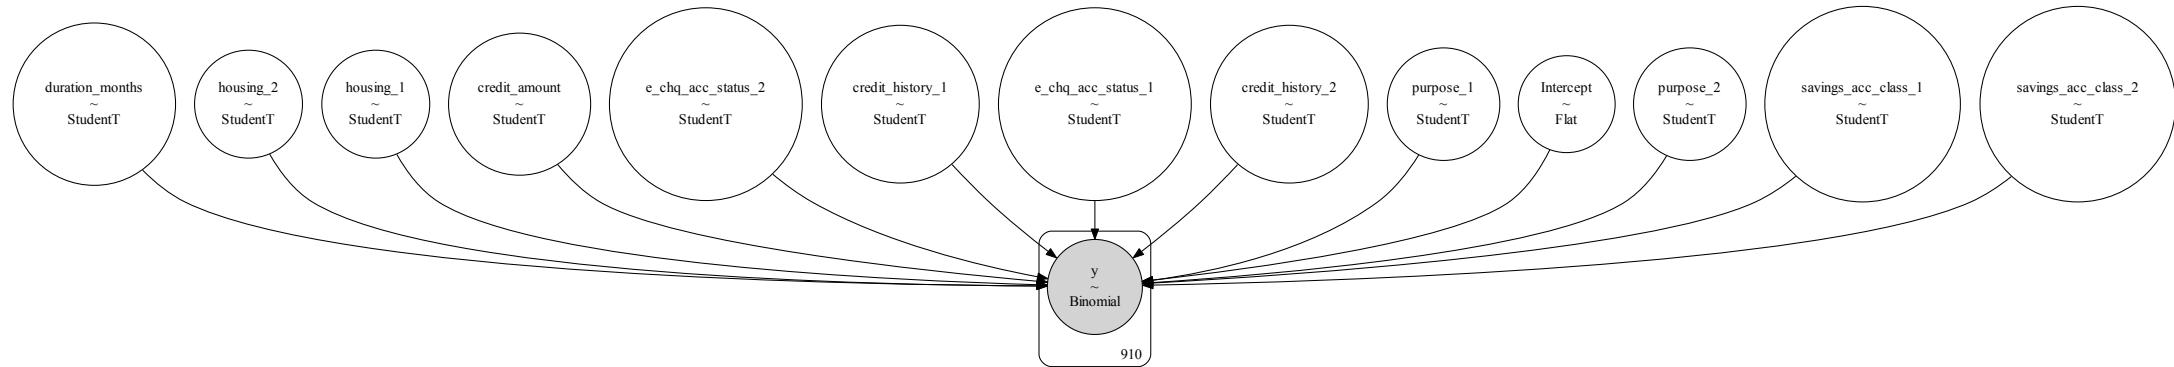 duration_months
~
StudentT
housing_2
~
StudentT
housing_1
~
StudentT
credit_amount
~
StudentT
e_chq_acc_status_2
~
StudentT
credit_history_1
~
StudentT
e_chq_acc_status_1
~
StudentT
credit_history_2
~
StudentT
purpose_1
~
StudentT
Intercept
~
Flat
purpose_2
~
StudentT
savings_acc_class_1
~
StudentT
savings_acc_class_2
~
StudentT
y
~
Binomial
910